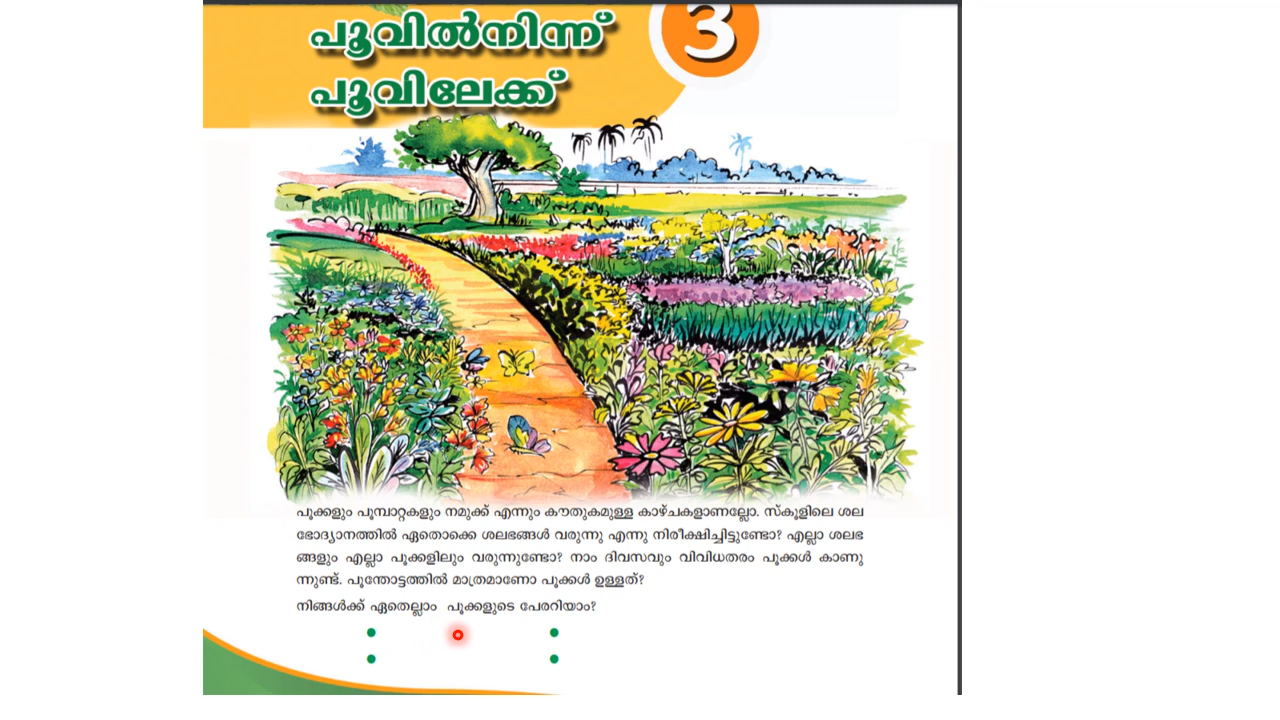 പൂവിൽനിന്ന്
3
പൂവിലേക്ക്
പൂക്കളും പൂമ്പാറ്റകളും നമുക്ക് എന്നും കൗതുകമുള്ള കാഴ്ചകളാണല്ലോ. സ്കൂളിലെ ശല
ഭോദ്യാനത്തിൽ ഏതൊക്കെ ശലഭങ്ങൾ വരുന്നു എന്നു നിരീക്ഷിച്ചിട്ടുണ്ടോ? എല്ലാ ശലഭ
ങ്ങളും എല്ലാ പൂക്കളിലും വരുന്നുണ്ടോ? നാം ദിവസവും വിവിധതരം പൂക്കൾ കാണു
ന്നുണ്ട്. പൂന്തോട്ടത്തിൽ മാത്രമാണോ പൂക്കൾ ഉള്ളത്?
നിങ്ങൾക്ക് ഏതെല്ലാം പൂക്കളുടെ പേരറിയാം?